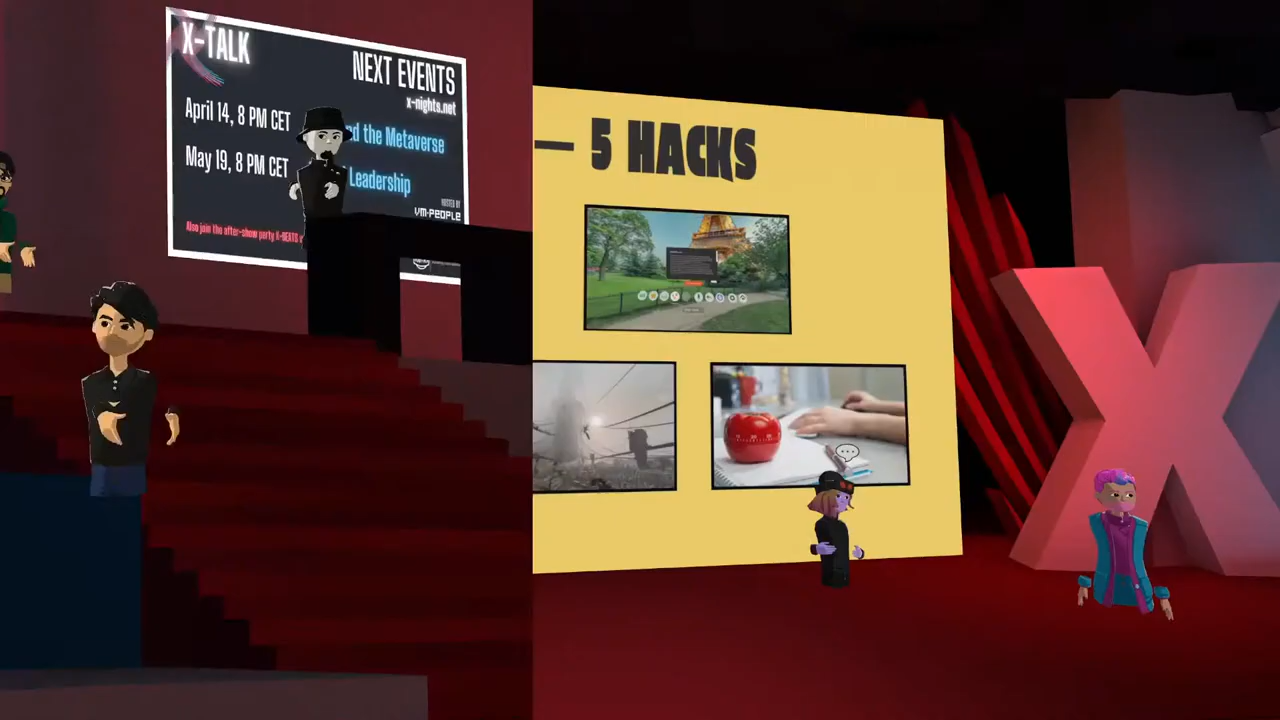 X-TALK
NEXT EVENTS
x-nights.net
April 14, 8 PM CET
nd the Metaverse
May 19, 8 PM CET
Leadership
HOSTED BY
VM-PEOPLE
Also join the after-show party X-BEATS
— 5 HACKS
X